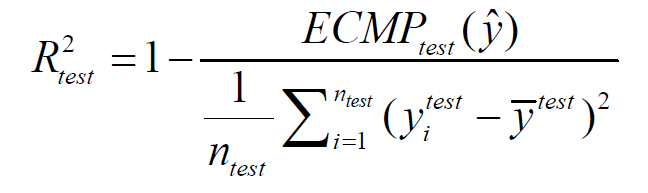 R²_test = 1 − ECMP_test(ŷ) / ( (1 / n_test) ∑_{i=1}^{n_test} (y_i^test − y̅^test)² )